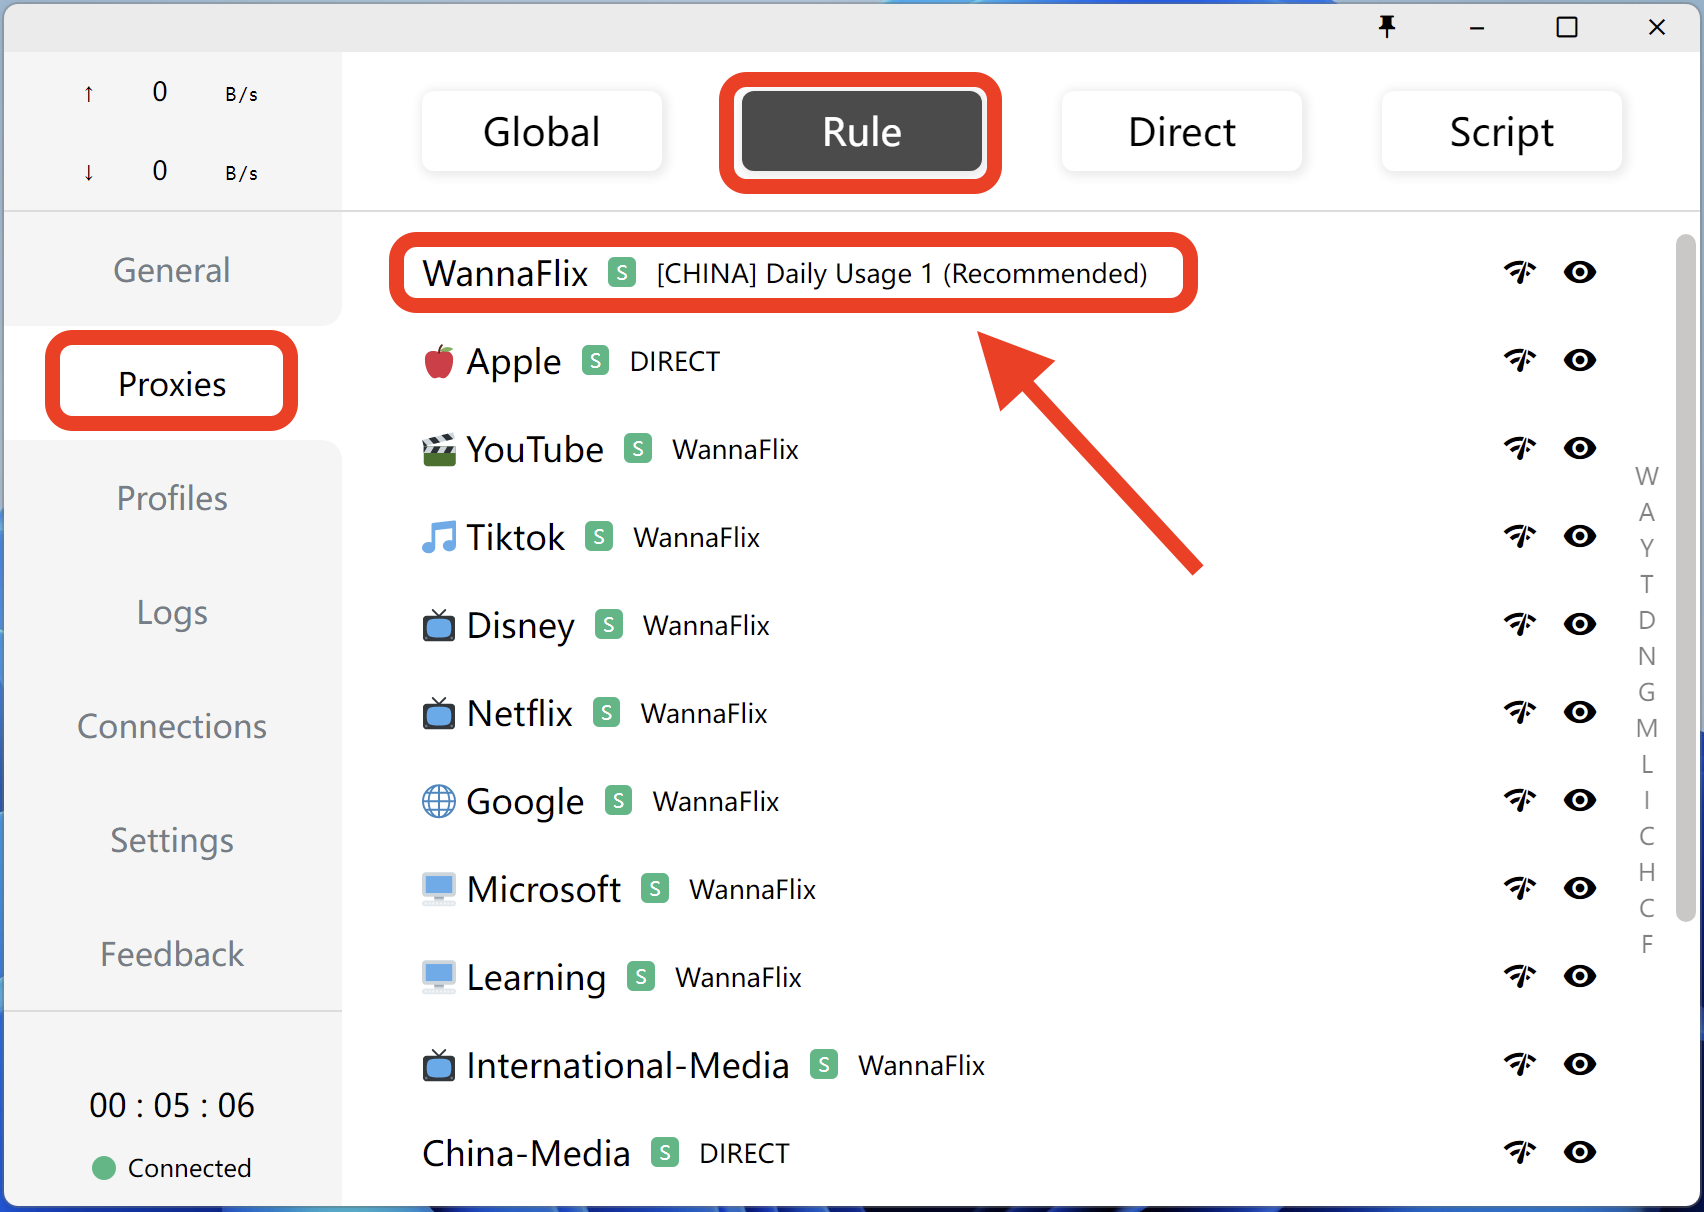 ↑ 0 B/s
↓ 0 B/s
General
Proxies
Profiles
Logs
Connections
Settings
Feedback
00 : 05 : 06
Connected
Global
Rule
Direct
Script
WannaFlix S [CHINA] Daily Usage 1 (Recommended)
Apple S DIRECT
YouTube S WannaFlix
Tiktok S WannaFlix
Disney S WannaFlix
Netflix S WannaFlix
Google S WannaFlix
Microsoft S WannaFlix
Learning S WannaFlix
International-Media S WannaFlix
China-Media S DIRECT
W
A
Y
T
D
N
G
M
L
I
C
H
C
F